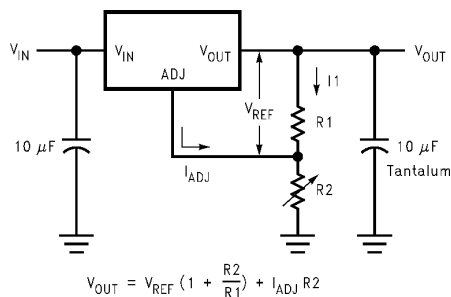 V_IN
V_IN
V_OUT
V_OUT
ADJ
I1
V_REF
R1
10 µF
10 µF
Tantalum
I_ADJ
R2
V_OUT = V_REF (1 + R2/R1) + I_ADJ R2